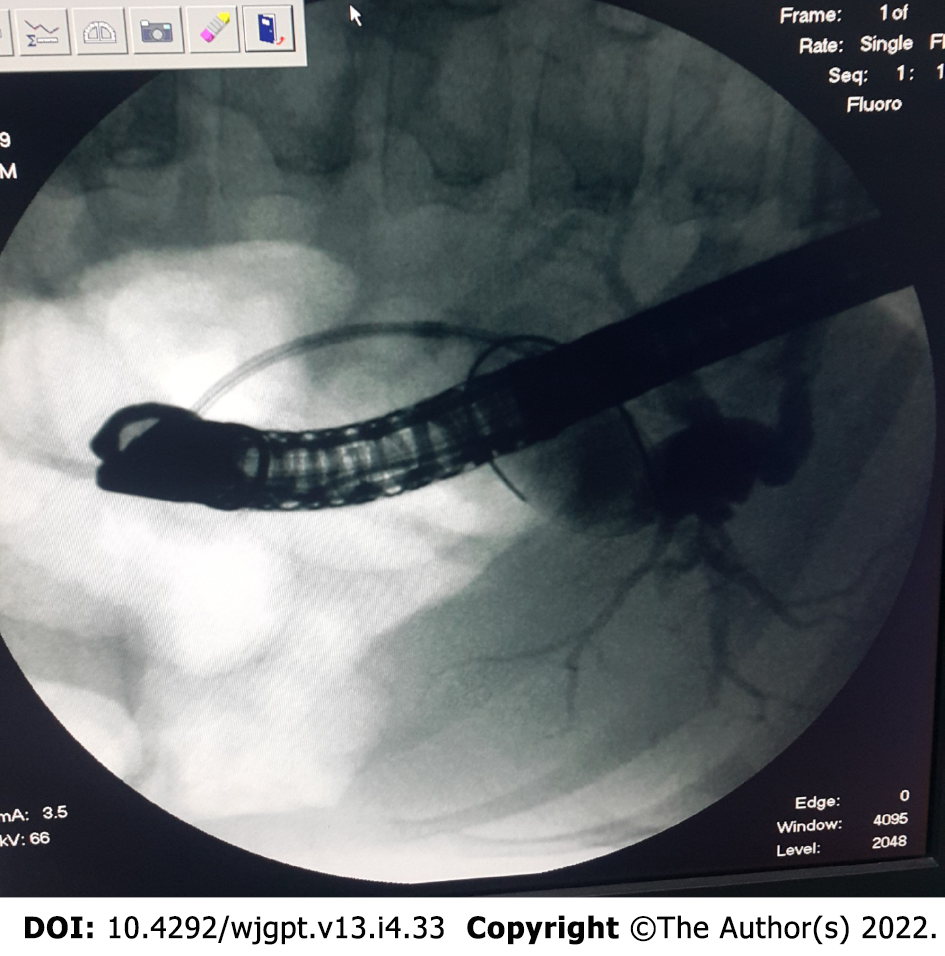 Frame: 1 of
Rate: Single Fl
Seq: 1: 1
Fluoro
9
M
mA: 3.5
kV: 66
Edge: 0
Window: 4095
Level: 2048
DOI: 10.4292/wjgpt.v13.i4.33 Copyright ©The Author(s) 2022.